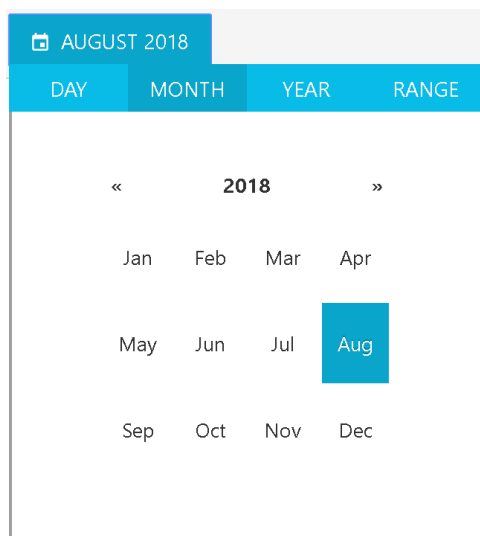 AUGUST 2018
DAY MONTH YEAR RANGE
« 2018 »
Jan Feb Mar Apr
May Jun Jul Aug
Sep Oct Nov Dec